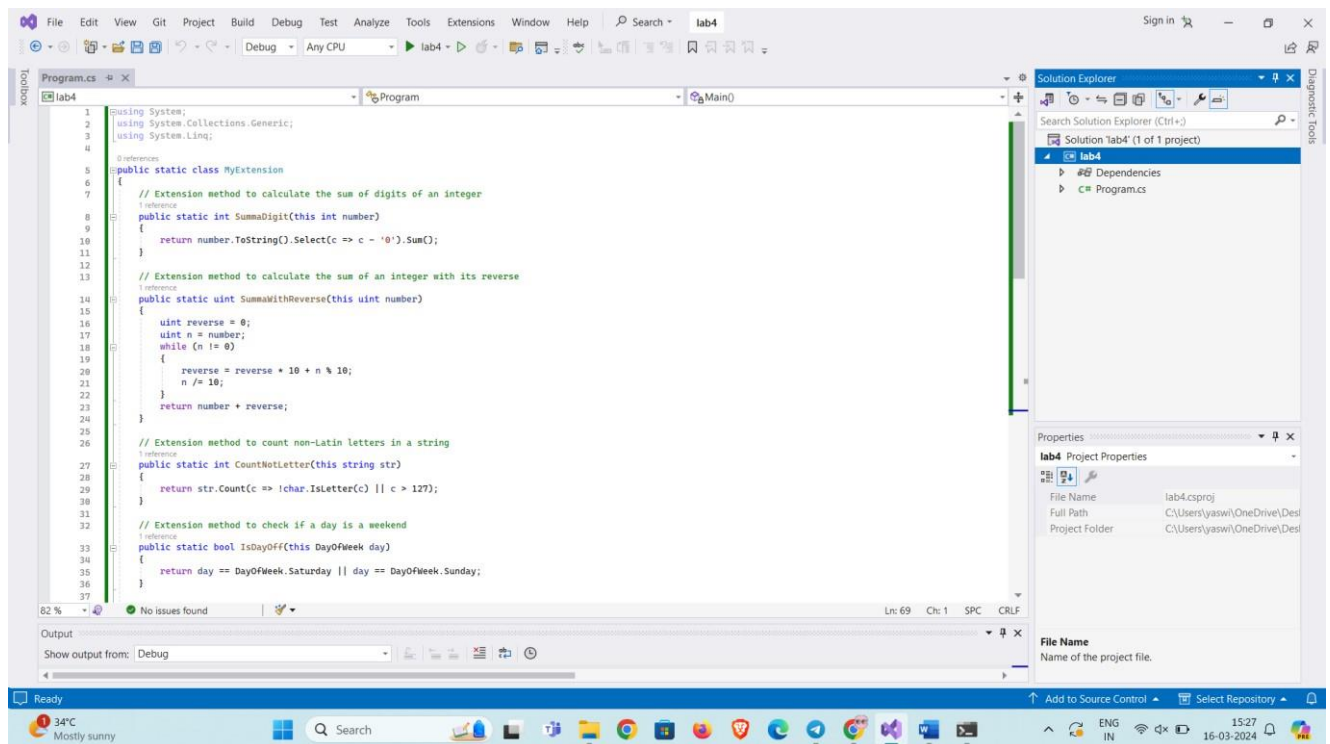 File Edit View Git Project Build Debug Test Analyze Tools Extensions Window Help Search lab4 Sign in
Debug Any CPU lab4
Toolbox
Program.cs
lab4 Program Main()
1 using System;
2 using System.Collections.Generic;
3 using System.Linq;
4
0 references
5 public static class MyExtension
6 {
7 // Extension method to calculate the sum of digits of an integer
1 reference
8 public static int SummaDigit(this int number)
9 {
10 return number.ToString().Select(c => c - '0').Sum();
11 }
12
13 // Extension method to calculate the sum of an integer with its reverse
1 reference
14 public static uint SummaWithReverse(this uint number)
15 {
16 uint reverse = 0;
17 uint n = number;
18 while (n != 0)
19 {
20 reverse = reverse * 10 + n % 10;
21 n /= 10;
22 }
23 return number + reverse;
24 }
25
26 // Extension method to count non-Latin letters in a string
1 reference
27 public static int CountNotLetter(this string str)
28 {
29 return str.Count(c => !char.IsLetter(c) || c > 127);
30 }
31
32 // Extension method to check if a day is a weekend
1 reference
33 public static bool IsDayOff(this DayOfWeek day)
34 {
35 return day == DayOfWeek.Saturday || day == DayOfWeek.Sunday;
36 }
37
82 % No issues found Ln: 69 Ch: 1 SPC CRLF
Output
Show output from: Debug
Solution Explorer
Search Solution Explorer (Ctrl+;)
Solution 'lab4' (1 of 1 project)
C# lab4
Dependencies
C# Program.cs
Properties
lab4 Project Properties
File Name lab4.csproj
Full Path C:\Users\yaswi\OneDrive\Des
Project Folder C:\Users\yaswi\OneDrive\Des
File Name
Name of the project file.
Diagnostic Tools
Ready Add to Source Control Select Repository
1 34°C
Mostly sunny
Search
ENG
IN
15:27
16-03-2024
PRE